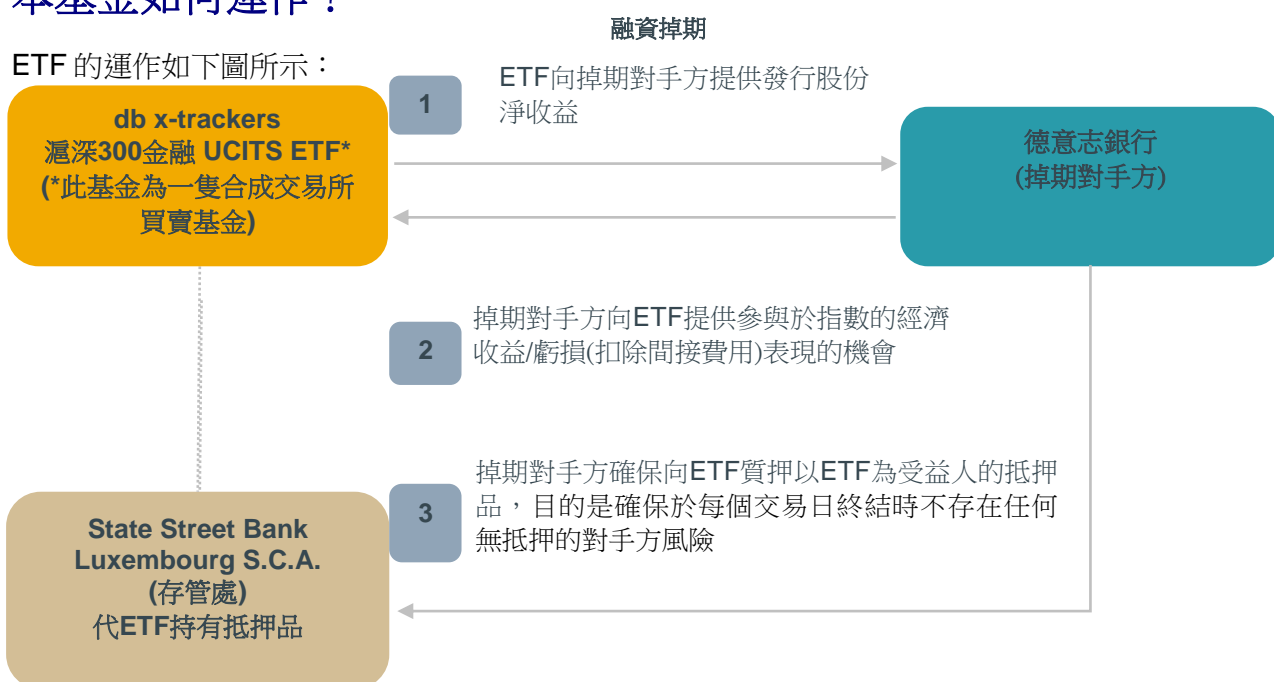 本基金如何運作？
融資掉期
ETF 的運作如下圖所示：
db x-trackers
滬深300金融 UCITS ETF*
(*此基金為一隻合成交易所
買賣基金)
1
ETF向掉期對手方提供發行股份
淨收益
德意志銀行
(掉期對手方)
2
掉期對手方向ETF提供參與於指數的經濟
收益/虧損(扣除間接費用)表現的機會
3
掉期對手方確保向ETF質押以ETF為受益人的抵押
品，目的是確保於每個交易日終結時不存在任何
無抵押的對手方風險
State Street Bank
Luxembourg S.C.A.
(存管處)
代ETF持有抵押品